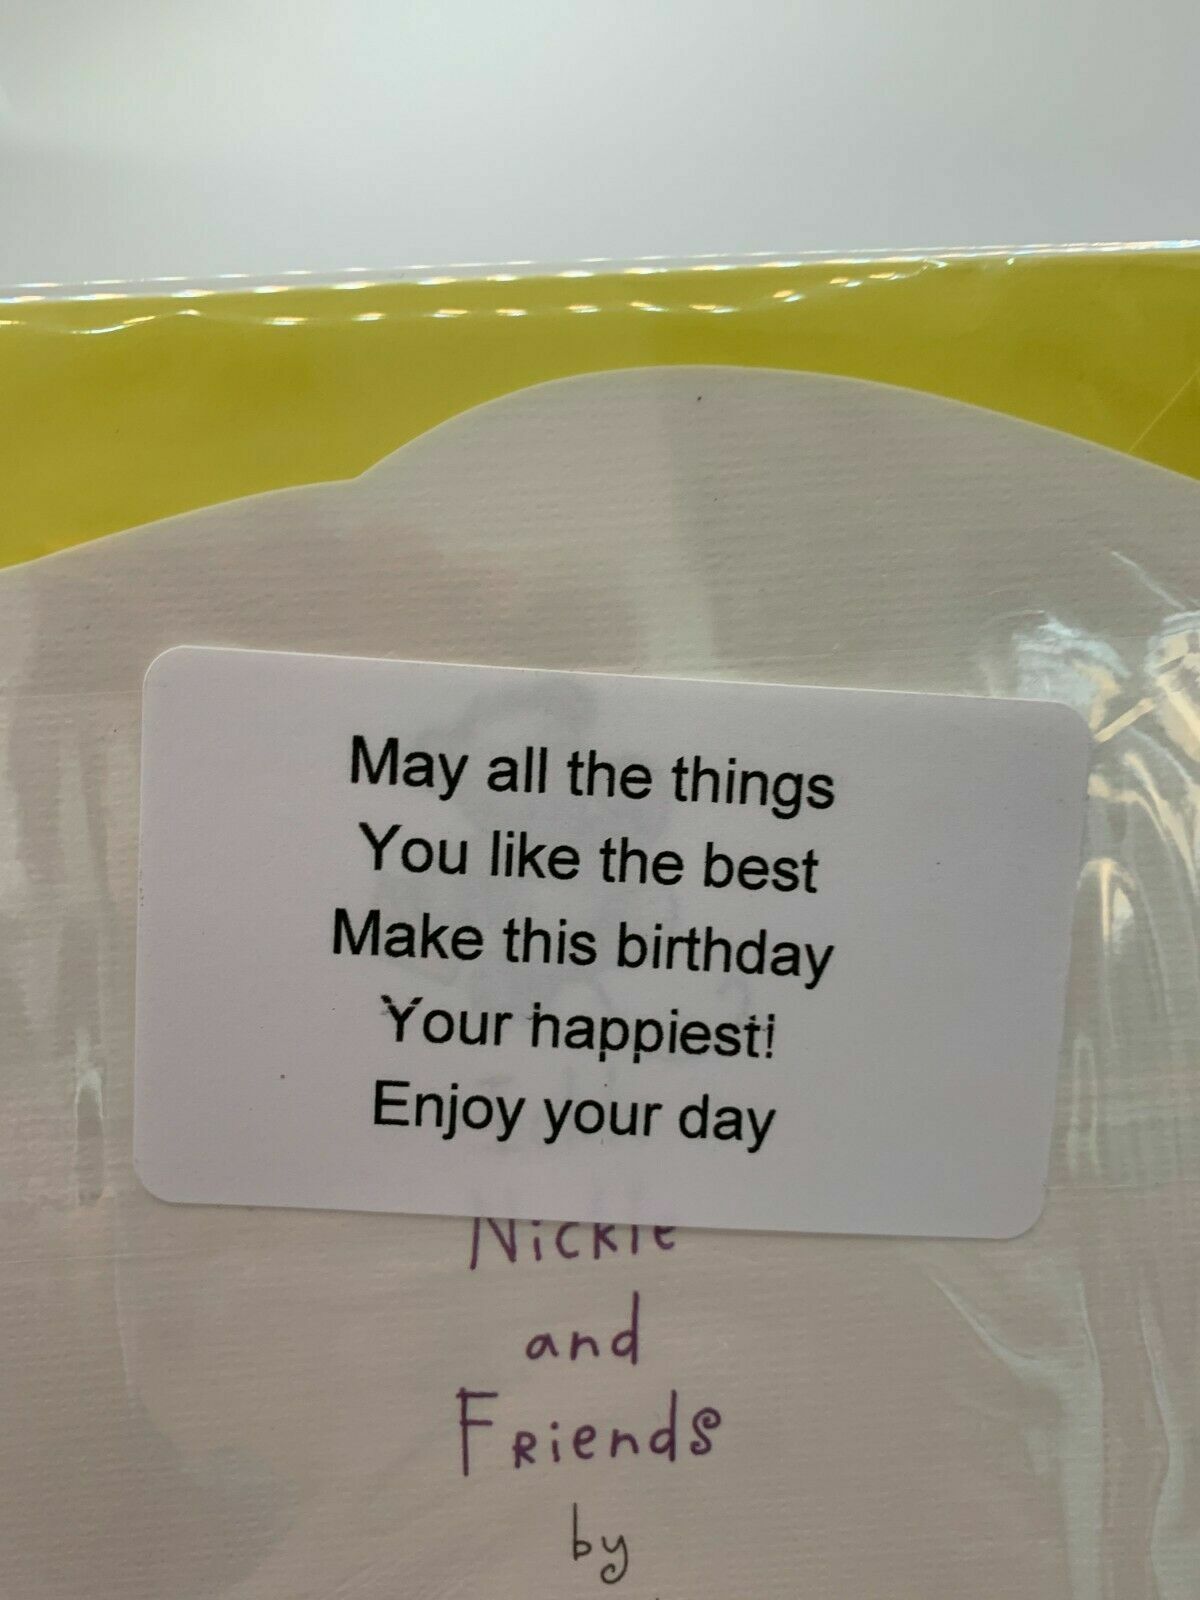 May all the things
You like the best
Make this birthday
Your happiest!
Enjoy your day
Nickie
and
Friends
by